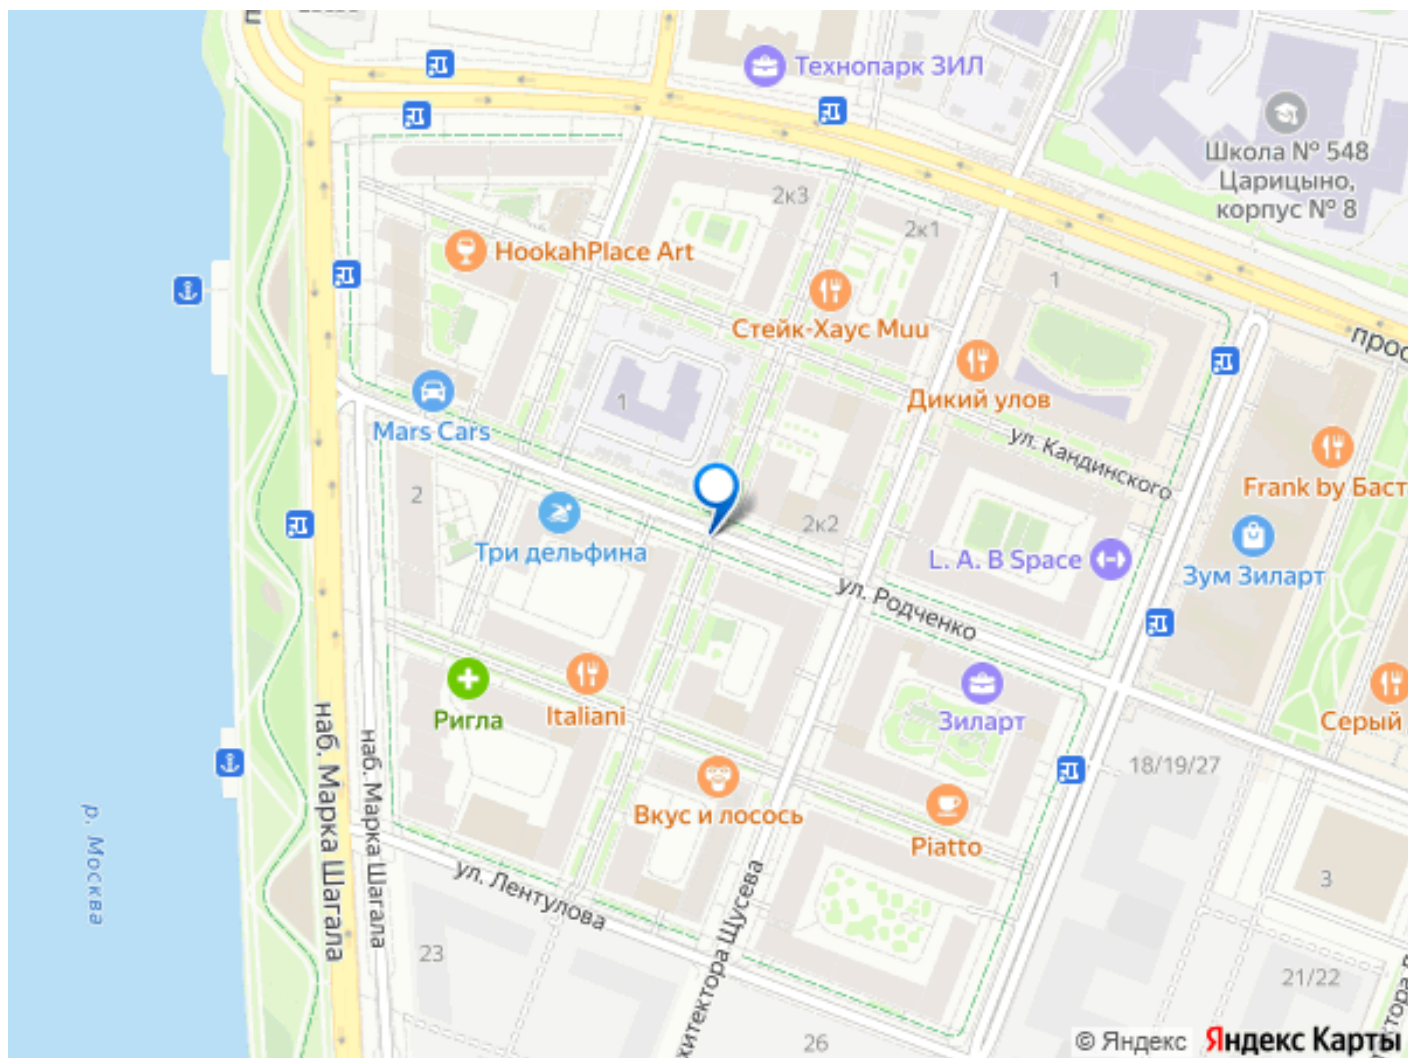 Технопарк ЗИЛ
Школа № 548
Царицыно,
корпус № 8
2к3
2к1
HookahPlace Art
1
Стейк-Хаус Muu
Дикий улов
1
Mars Cars
ул. Кандинского
Frank by Баст
2
2к2
Три дельфина
L. A. B Space
Зум Зиларт
ул. Родченко
Ригла
Italiani
Зиларт
Серый
наб. Марка Шагала
наб. Марка Шагала
18/19/27
Вкус и лосось
Piatto
р. Москва
ул. Лентулова
хитектора Щусева
3
23
21/22
26
© Яндекс
Яндекс Карты